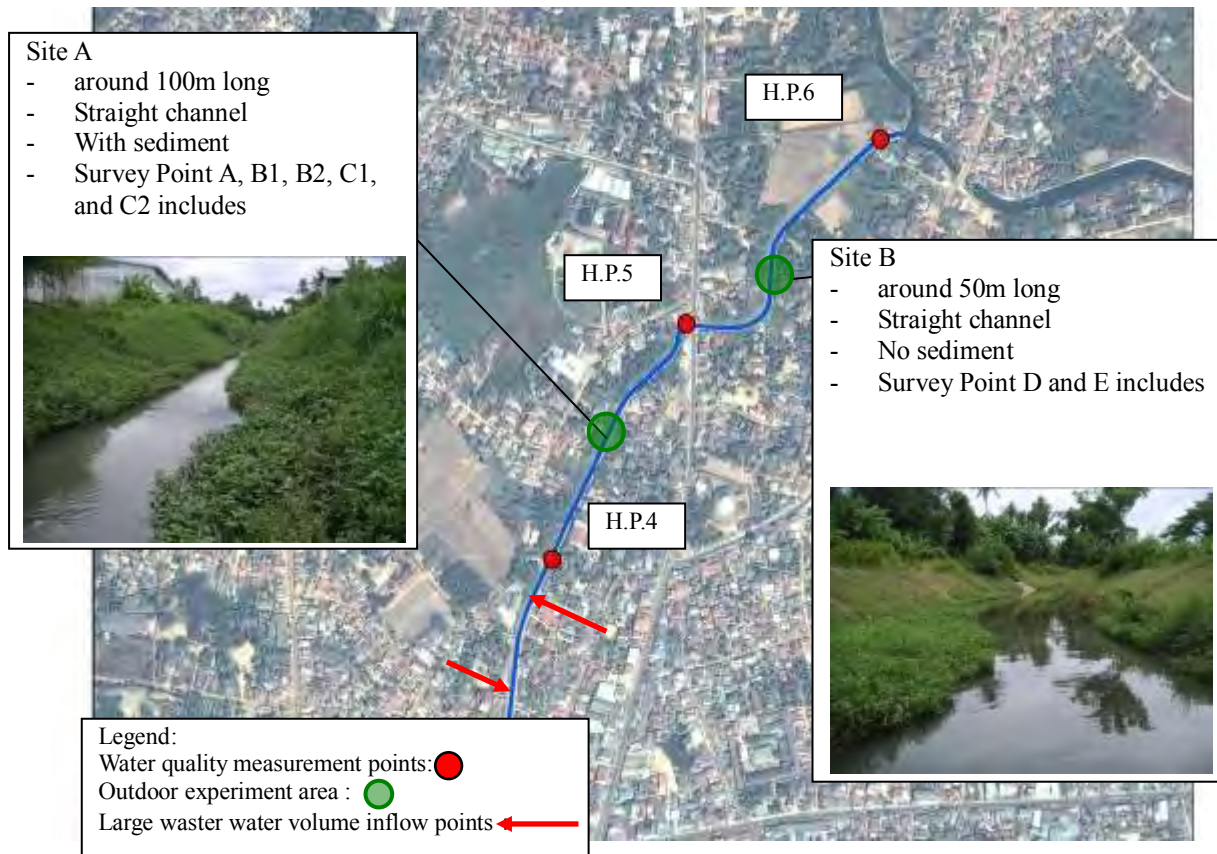 Site A
- around 100m long
- Straight channel
- With sediment
- Survey Point A, B1, B2, C1,
and C2 includes
H.P.6
H.P.5
Site B
- around 50m long
- Straight channel
- No sediment
- Survey Point D and E includes
H.P.4
Legend:
Water quality measurement points:
Outdoor experiment area :
Large waster water volume inflow points